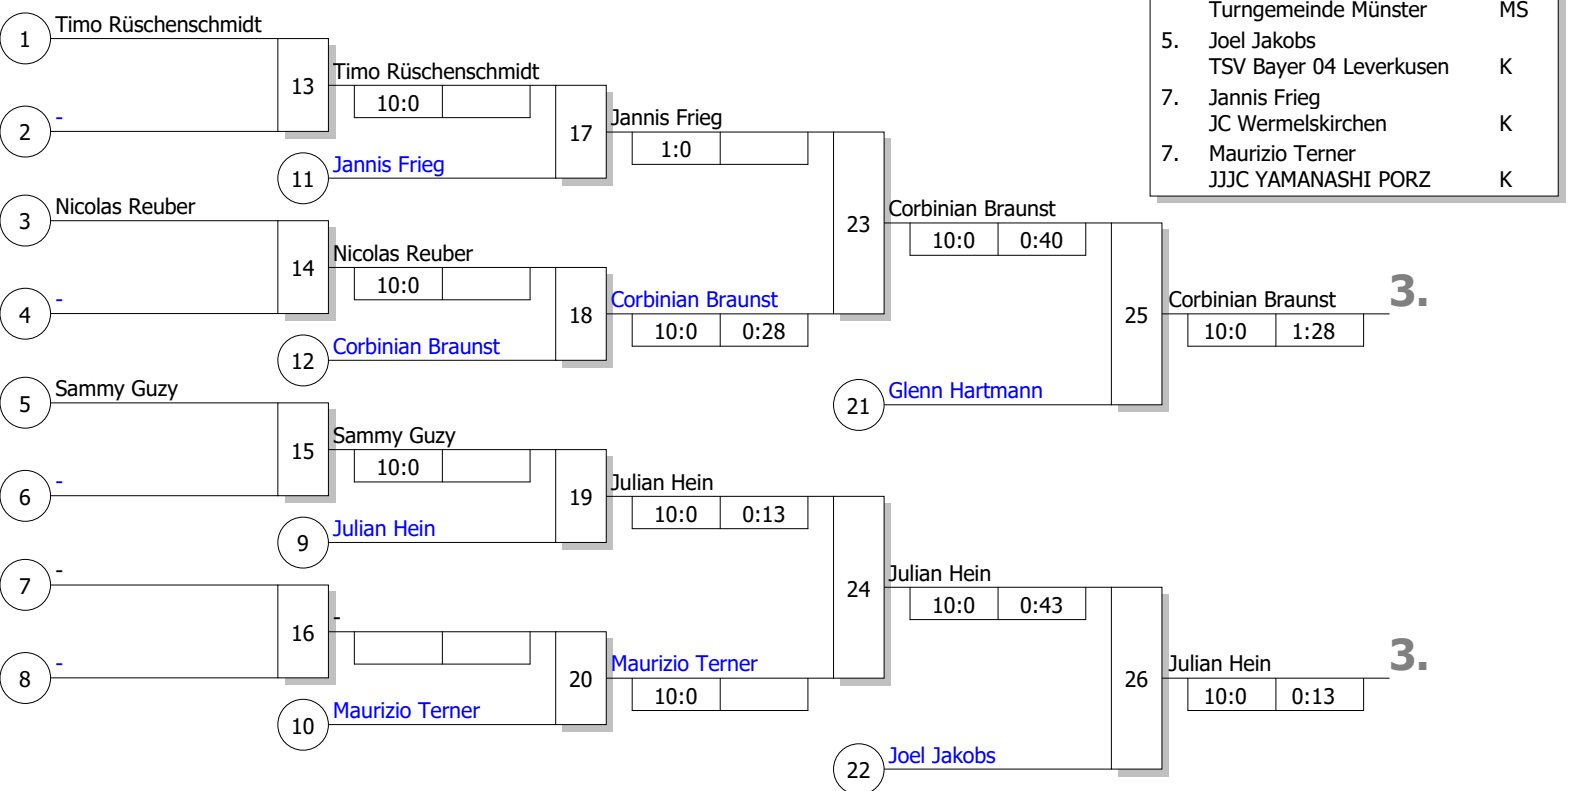 1 Timo Rüschenschmidt
2 -
3 Nicolas Reuber
4 -
5 Sammy Guzy
6 -
7 -
8 -
13 Timo Rüschenschmidt
10:0
11 Jannis Frieg
14 Nicolas Reuber
10:0
12 Corbinian Braunst
15 Sammy Guzy
10:0
9 Julian Hein
16 -
10 Maurizio Terner
17 Jannis Frieg
1:0
18 Corbinian Braunst
10:0 0:28
19 Julian Hein
10:0 0:13
20 Maurizio Terner
10:0
23 Corbinian Braunst
10:0 0:40
21 Glenn Hartmann
24 Julian Hein
10:0 0:43
22 Joel Jakobs
25 Corbinian Braunst 3.
10:0 1:28
26 Julian Hein 3.
10:0 0:13
Turngemeinde Münster MS
5. Joel Jakobs
TSV Bayer 04 Leverkusen K
7. Jannis Frieg
JC Wermelskirchen K
7. Maurizio Terner
JJJC YAMANASHI PORZ K